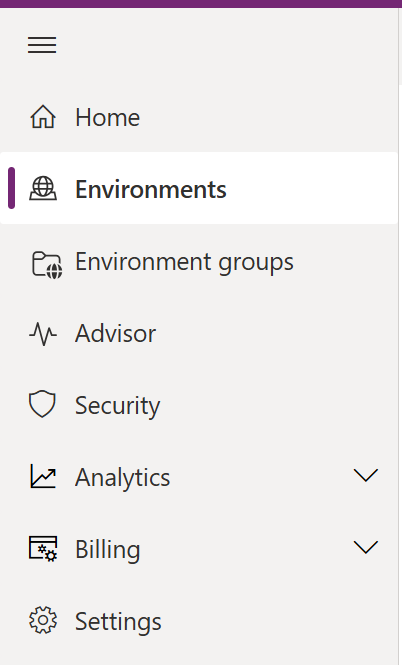 Home
Environments
Environment groups
Advisor
Security
Analytics
Billing
Settings